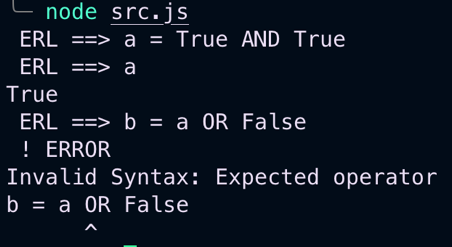 node src.js
ERL ==> a = True AND True
ERL ==> a
True
ERL ==> b = a OR False
! ERROR
Invalid Syntax: Expected operator
b = a OR False
^